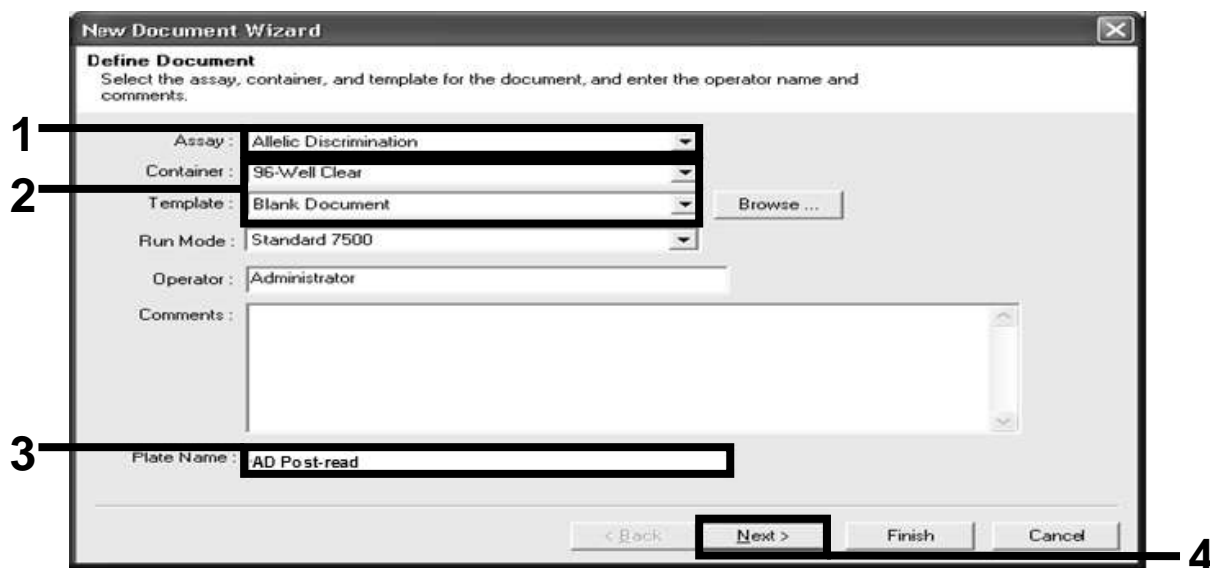 New Document Wizard
Define Document
Select the assay, container, and template for the document, and enter the operator name and
comments.
1
Assay : Allelic Discrimination
Container : 96-Well Clear
2
Template : Blank Document Browse ...
Run Mode : Standard 7500
Operator : Administrator
Comments :
3
Plate Name : AD Post-read
< Back Next > Finish Cancel
4